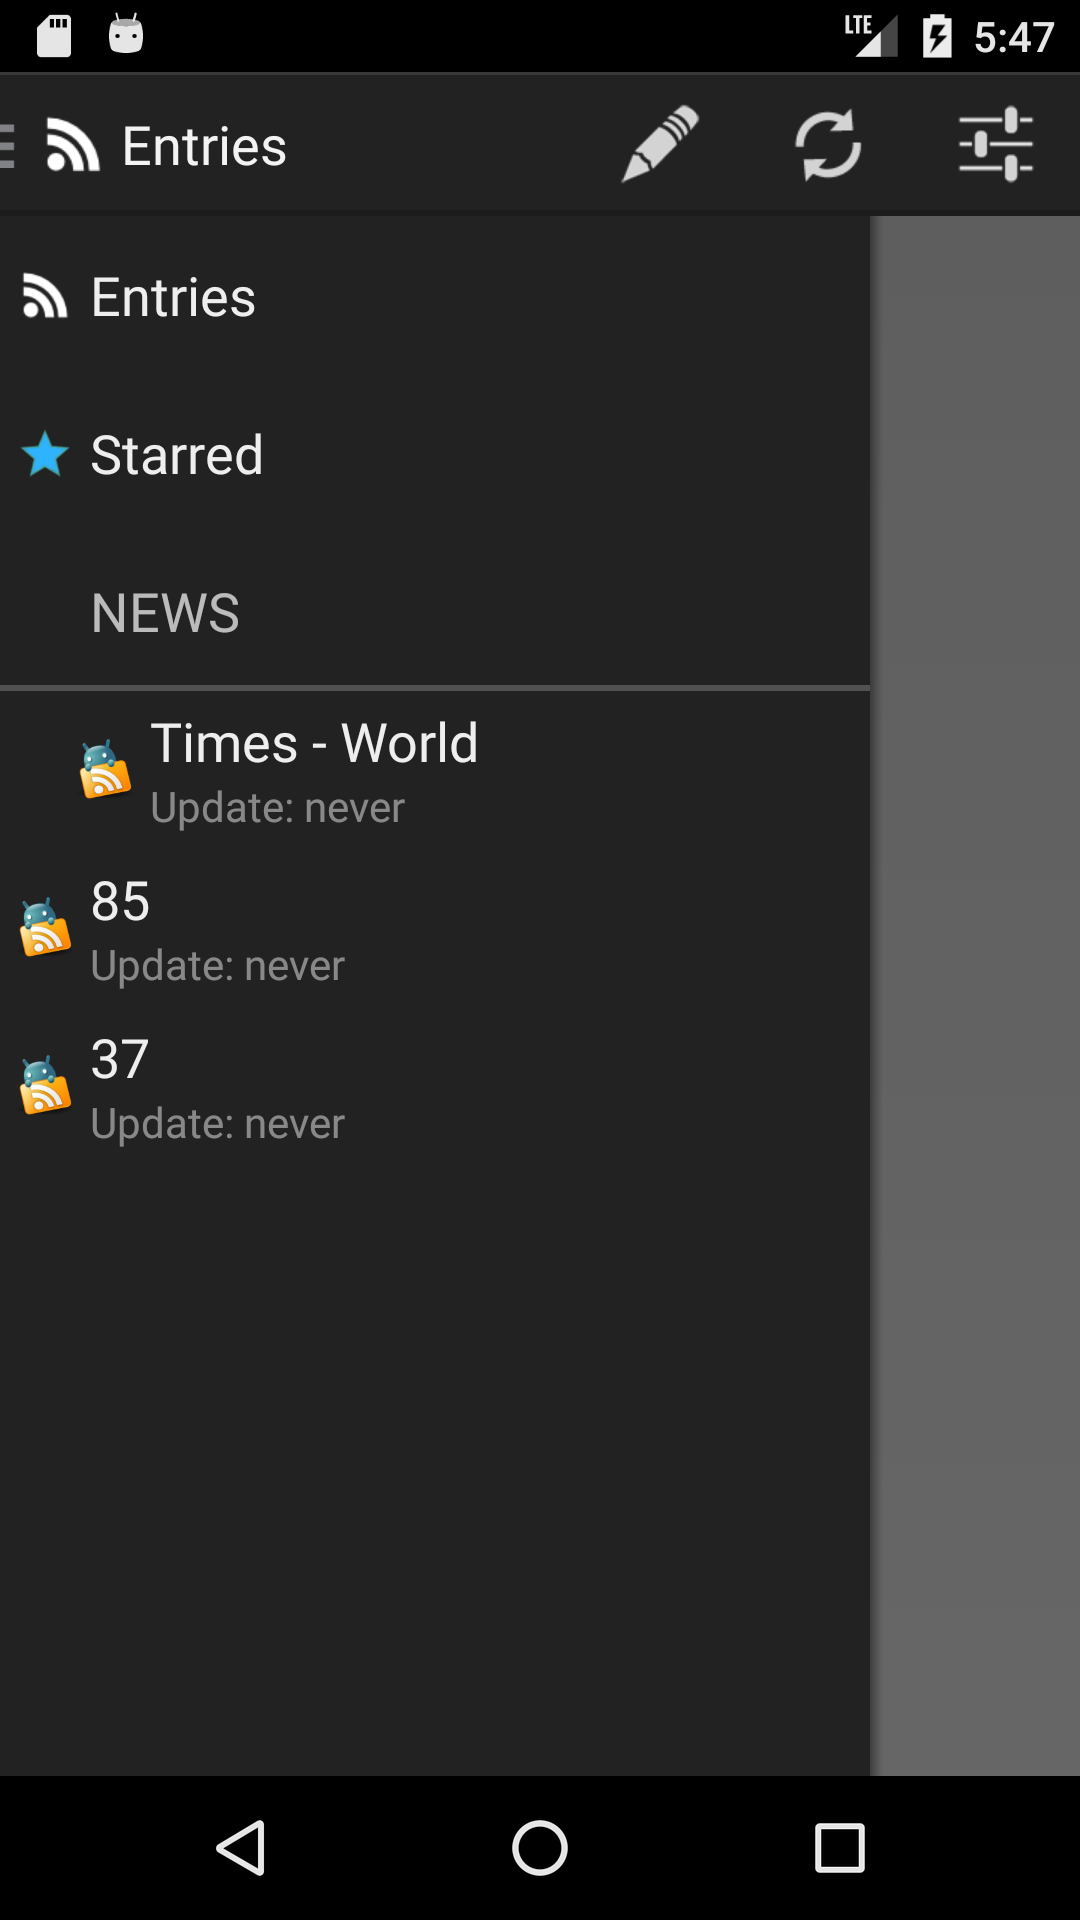 LTE 5:47
Entries
Entries
Starred
NEWS
Times - World
Update: never
85
Update: never
37
Update: never